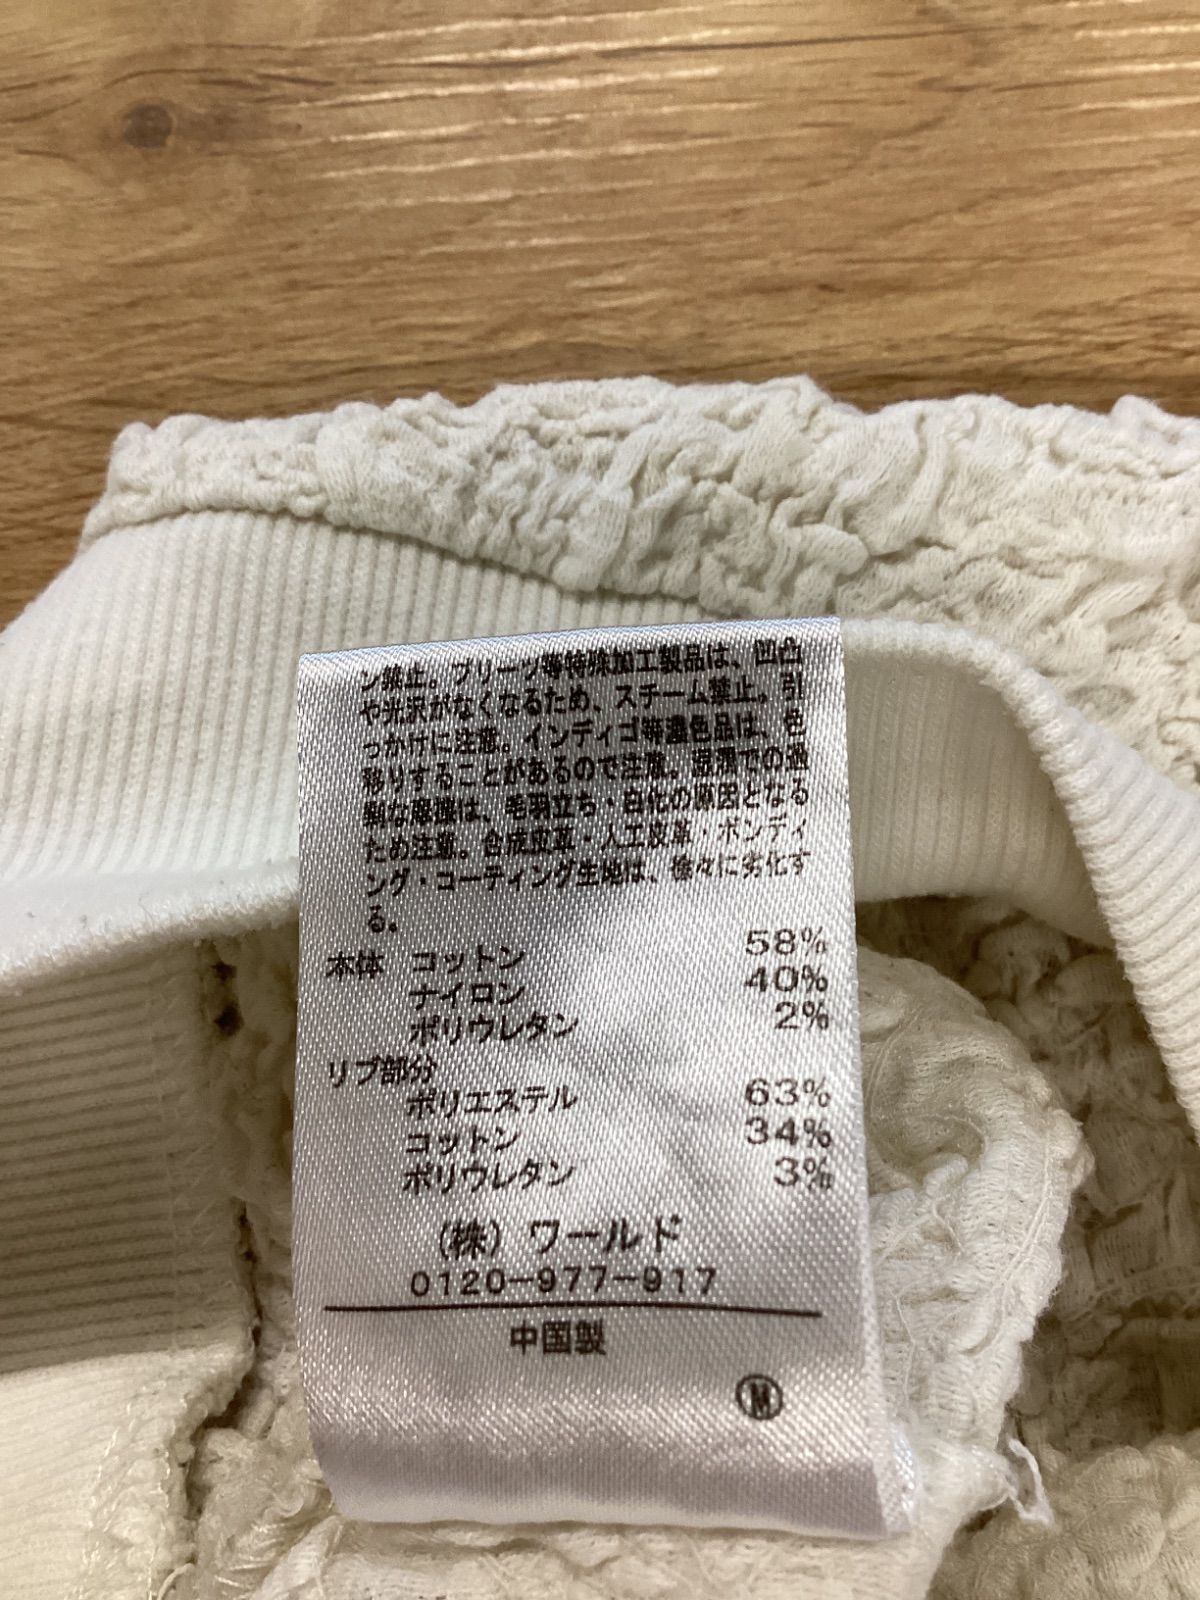 ン禁止。プリーツ等特殊加工製品は、凹凸
や光沢がなくなるため、スチーム禁止。引
っかけに注意。インディゴ等濃色品は、色
移りすることがあるので注意。湿潤での過
剰な摩擦は、毛羽立ち・白化の原因となる
ため注意。合成皮革・人工皮革・ボンディ
ング・コーティング生地は、徐々に劣化す
る。
本体 コットン 58%
ナイロン 40%
ポリウレタン 2%
リブ部分
ポリエステル 63%
コットン 34%
ポリウレタン 3%
(株) ワールド
0120-977-917
中国製
Ⓜ